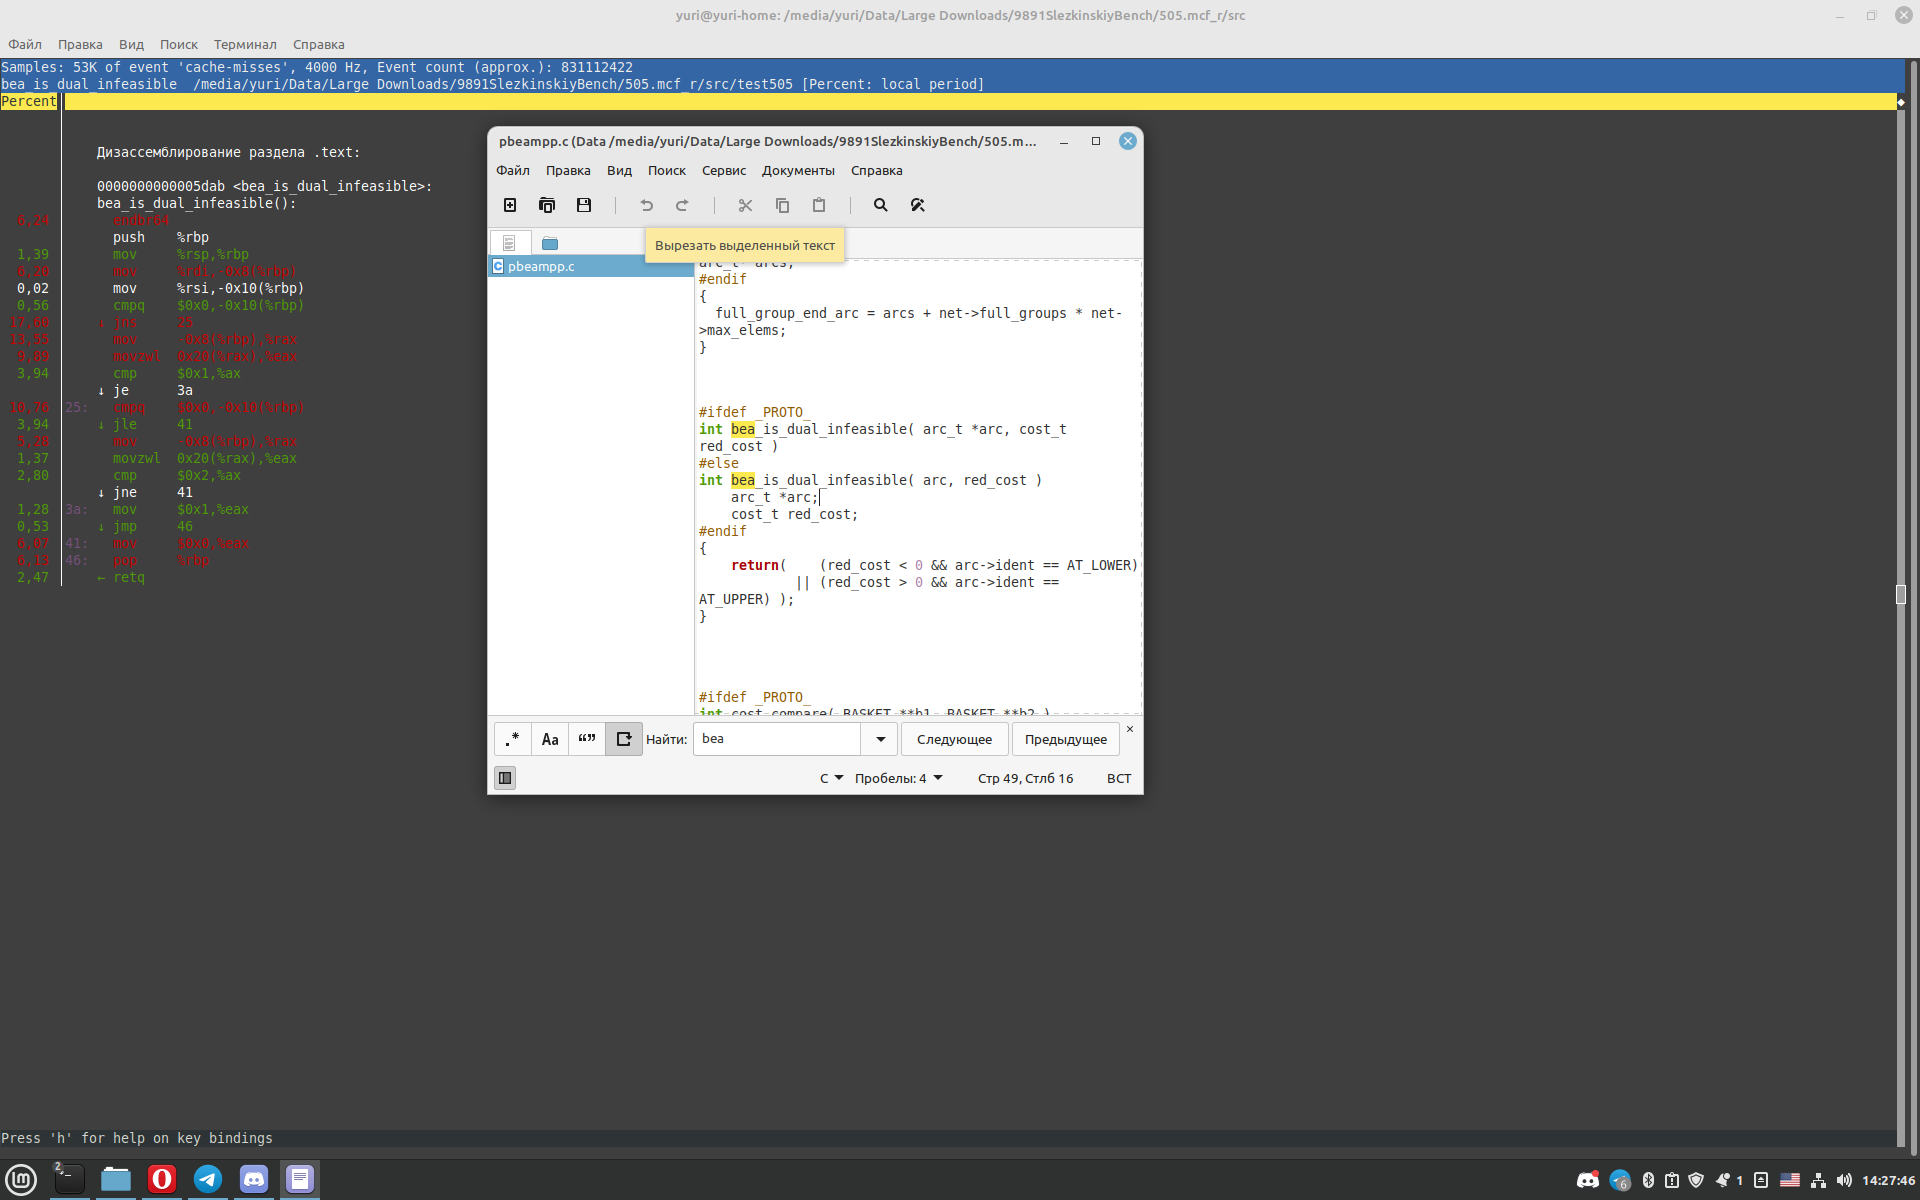 yuri@yuri-home: /media/yuri/Data/Large Downloads/9891SlezkinskiyBench/505.mcf_r/src
Файл Правка Вид Поиск Терминал Справка
Samples: 53K of event 'cache-misses', 4000 Hz, Event count (approx.): 831112422
bea_is_dual_infeasible  /media/yuri/Data/Large Downloads/9891SlezkinskiyBench/505.mcf_r/src/test505 [Percent: local period]
Percent
Дизассемблирование раздела .text:
0000000000005dab <bea_is_dual_infeasible>:
bea_is_dual_infeasible():
6,24 endbr64
push %rbp
1,39 mov %rsp,%rbp
6,20 mov %rdi,-0x8(%rbp)
0,02 mov %rsi,-0x10(%rbp)
0,56 cmpq $0x0,-0x10(%rbp)
17,60 ↓ jns 25
13,55 mov -0x8(%rbp),%rax
9,89 movzwl 0x20(%rax),%eax
3,94 cmp $0x1,%ax
↓ je 3a
10,76 25: cmpq $0x0,-0x10(%rbp)
3,94 ↓ jle 41
5,28 mov -0x8(%rbp),%rax
1,37 movzwl 0x20(%rax),%eax
2,80 cmp $0x2,%ax
↓ jne 41
1,28 3a: mov $0x1,%eax
0,53 ↓ jmp 46
6,07 41: mov $0x0,%eax
6,13 46: pop %rbp
2,47 ← retq
Press 'h' for help on key bindings
pbeampp.c (Data /media/yuri/Data/Large Downloads/9891SlezkinskiyBench/505.m...
Файл Правка Вид Поиск Сервис Документы Справка
Вырезать выделенный текст
pbeampp.c
arc_t* arcs;
#endif
{
  full_group_end_arc = arcs + net->full_groups * net-
>max_elems;
}
#ifdef _PROTO_
int bea_is_dual_infeasible( arc_t *arc, cost_t
red_cost )
#else
int bea_is_dual_infeasible( arc, red_cost )
    arc_t *arc;
    cost_t red_cost;
#endif
{
    return(    (red_cost < 0 && arc->ident == AT_LOWER)
            || (red_cost > 0 && arc->ident ==
AT_UPPER) );
}
#ifdef _PROTO_
int cost_compare( BASKET **b1, BASKET **b2 )
.* Aa “” Найти: bea Следующее Предыдущее ×
C Пробелы: 4 Стр 49, Стлб 16 ВСТ
2
6 1 14:27:46